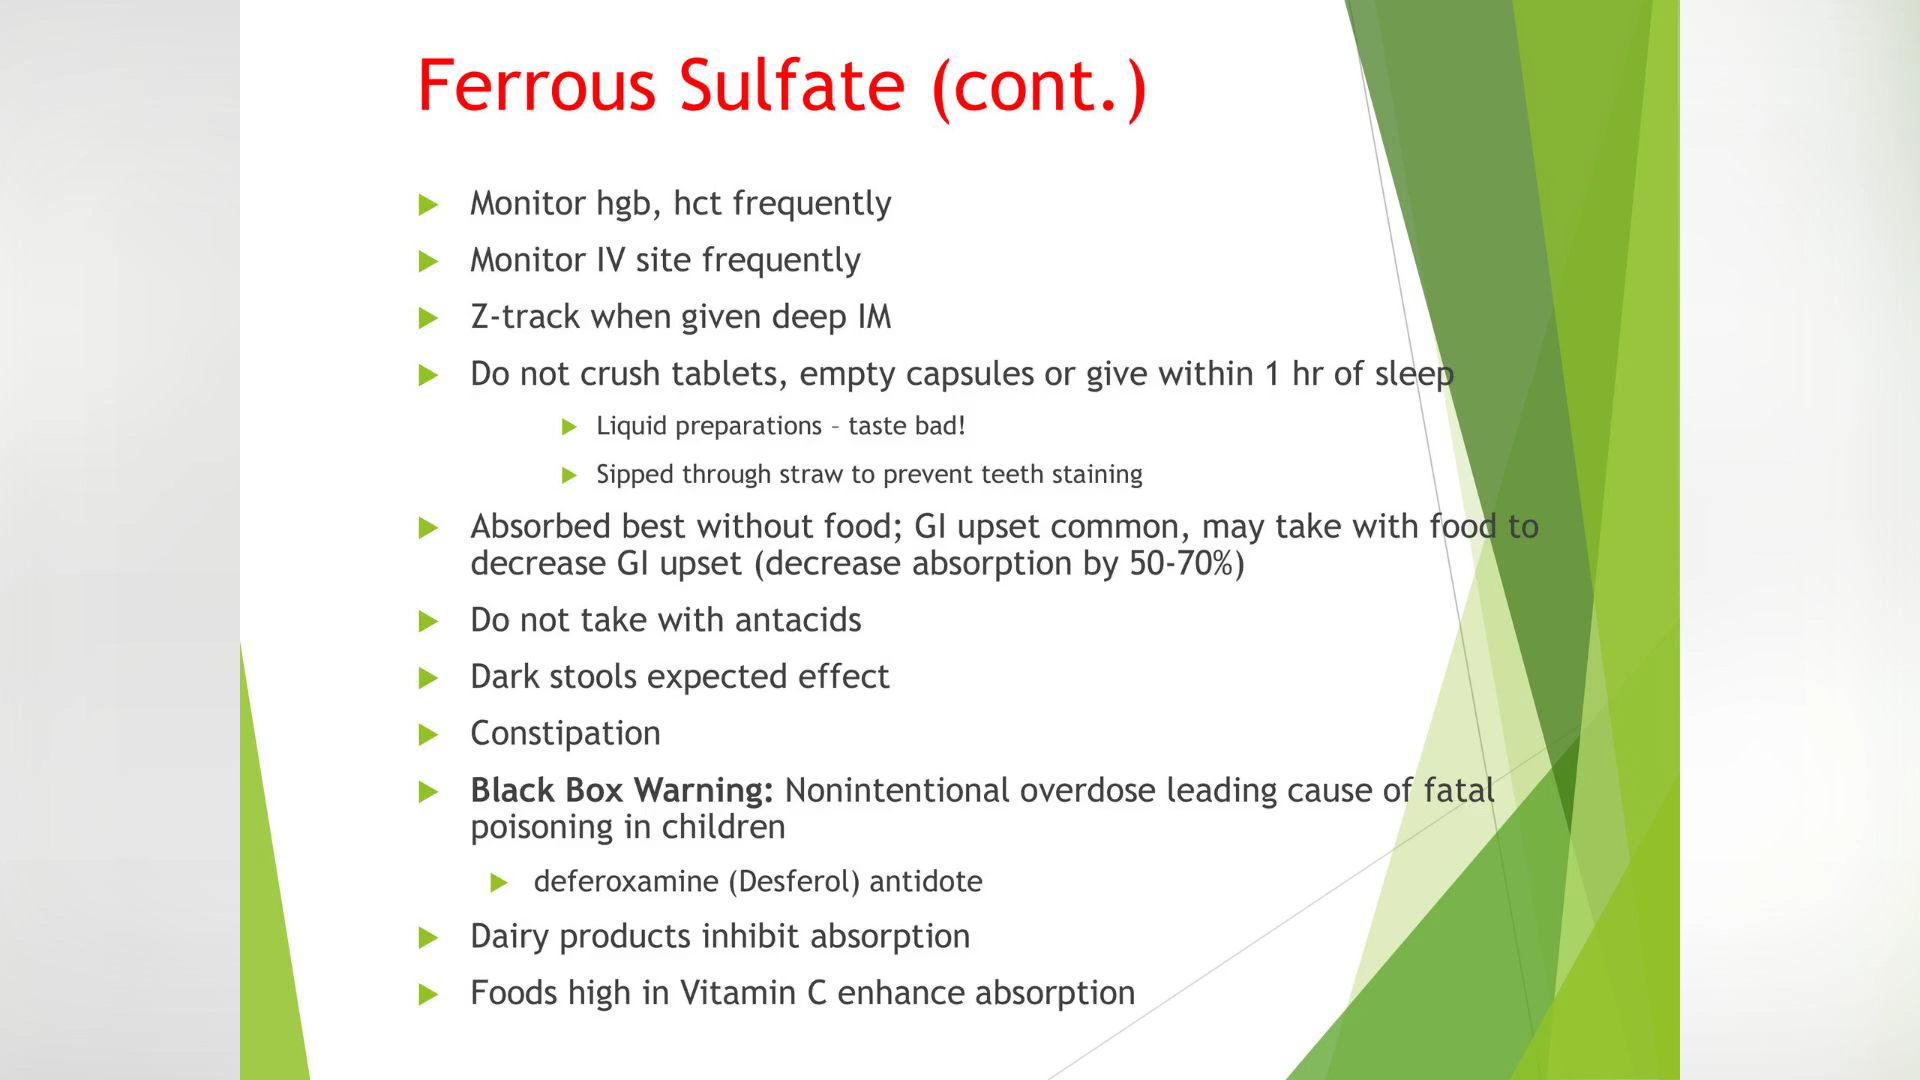 Ferrous Sulfate (cont.)
Monitor hgb, hct frequently
Monitor IV site frequently
Z-track when given deep IM
Do not crush tablets, empty capsules or give within 1 hr of sleep
Liquid preparations – taste bad!
Sipped through straw to prevent teeth staining
Absorbed best without food; GI upset common, may take with food to
decrease GI upset (decrease absorption by 50-70%)
Do not take with antacids
Dark stools expected effect
Constipation
Black Box Warning: Nonintentional overdose leading cause of fatal
poisoning in children
deferoxamine (Desferol) antidote
Dairy products inhibit absorption
Foods high in Vitamin C enhance absorption